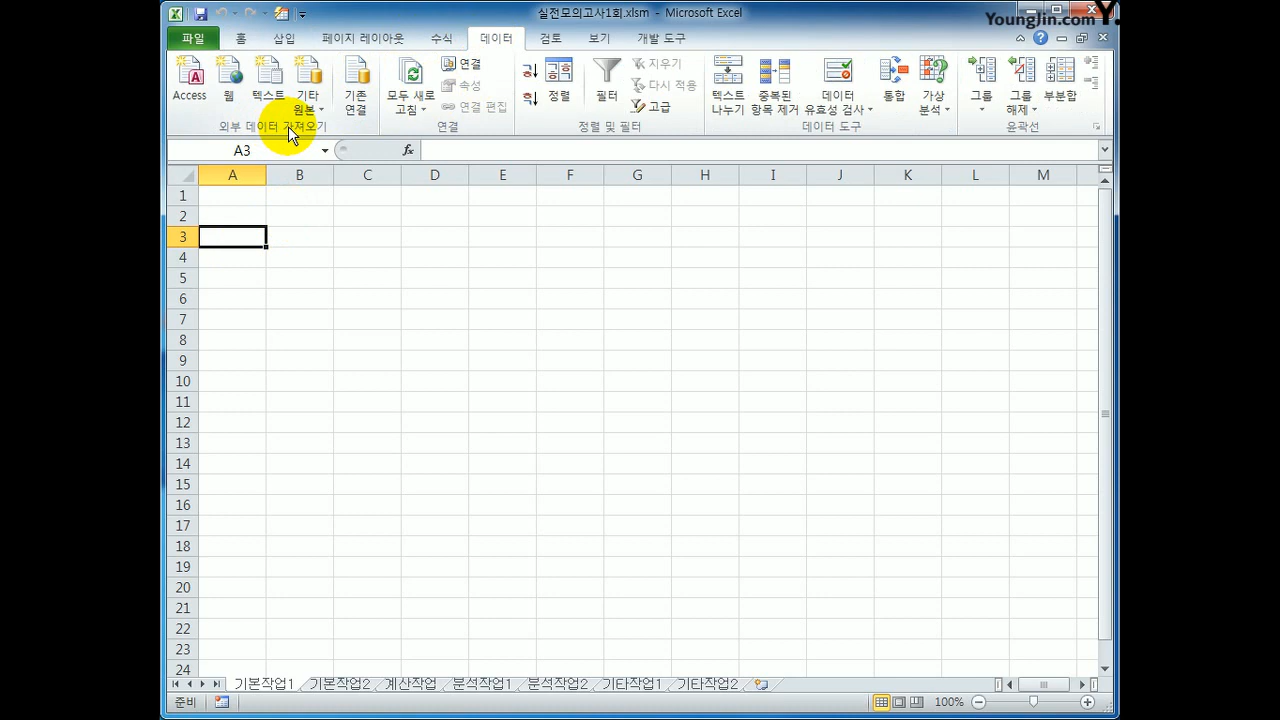 실전모의고사1회.xlsm - Microsoft Excel
YoungJin.com Y.
파일 홈 삽입 페이지 레이아웃 수식 데이터 검토 보기 개발 도구
Access 웹 텍스트 기타 원본 기존 연결 모두 새로 고침 연결 속성 연결 편집 정렬 필터 지우기 다시 적용 고급 텍스트 나누기 중복된 항목 제거 데이터 유효성 검사 통합 가상 분석 그룹 그룹 해제 부분합
외부 데이터 가져오기 연결 정렬 및 필터 데이터 도구 윤곽선
A3 fx
A B C D E F G H I J K L M
1
2
3
4
5
6
7
8
9
10
11
12
13
14
15
16
17
18
19
20
21
22
23
24
기본작업1 기본작업2 계산작업 분석작업1 분석작업2 기타작업1 기타작업2
준비 100%